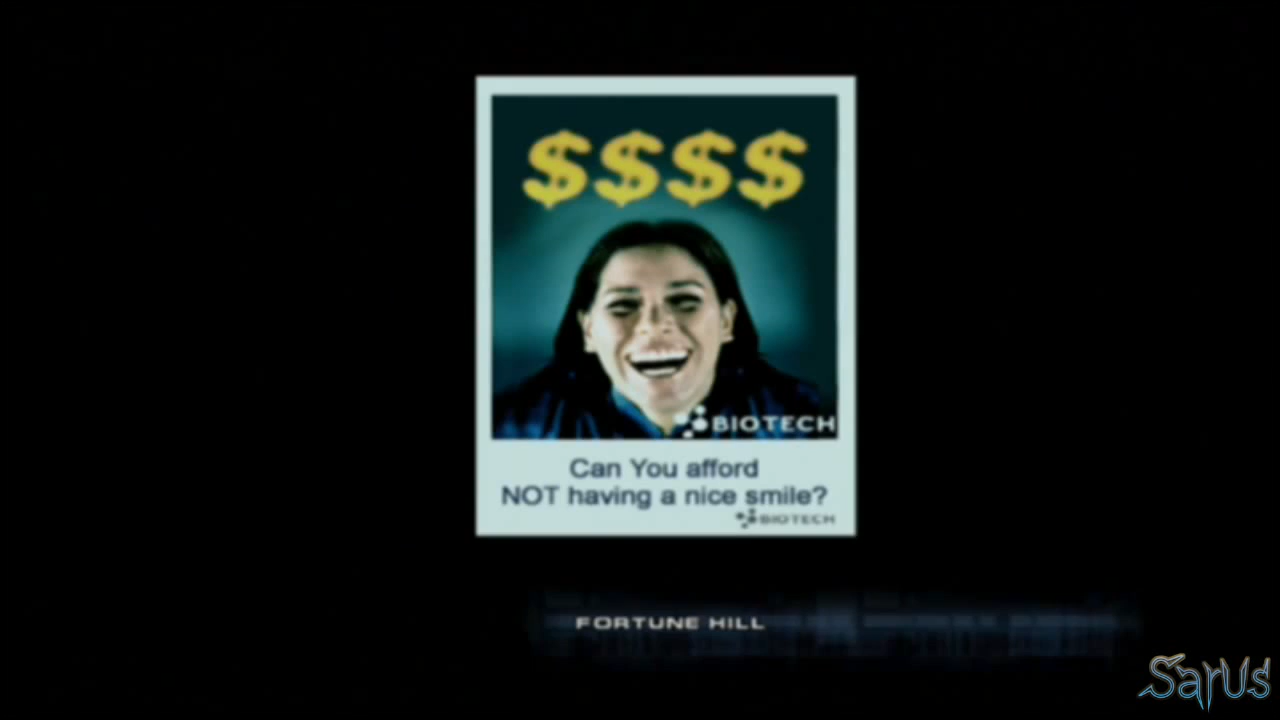 $$$$
BIOTECH
Can You afford
NOT having a nice smile?
BIOTECH
FORTUNE HILL
Sarus